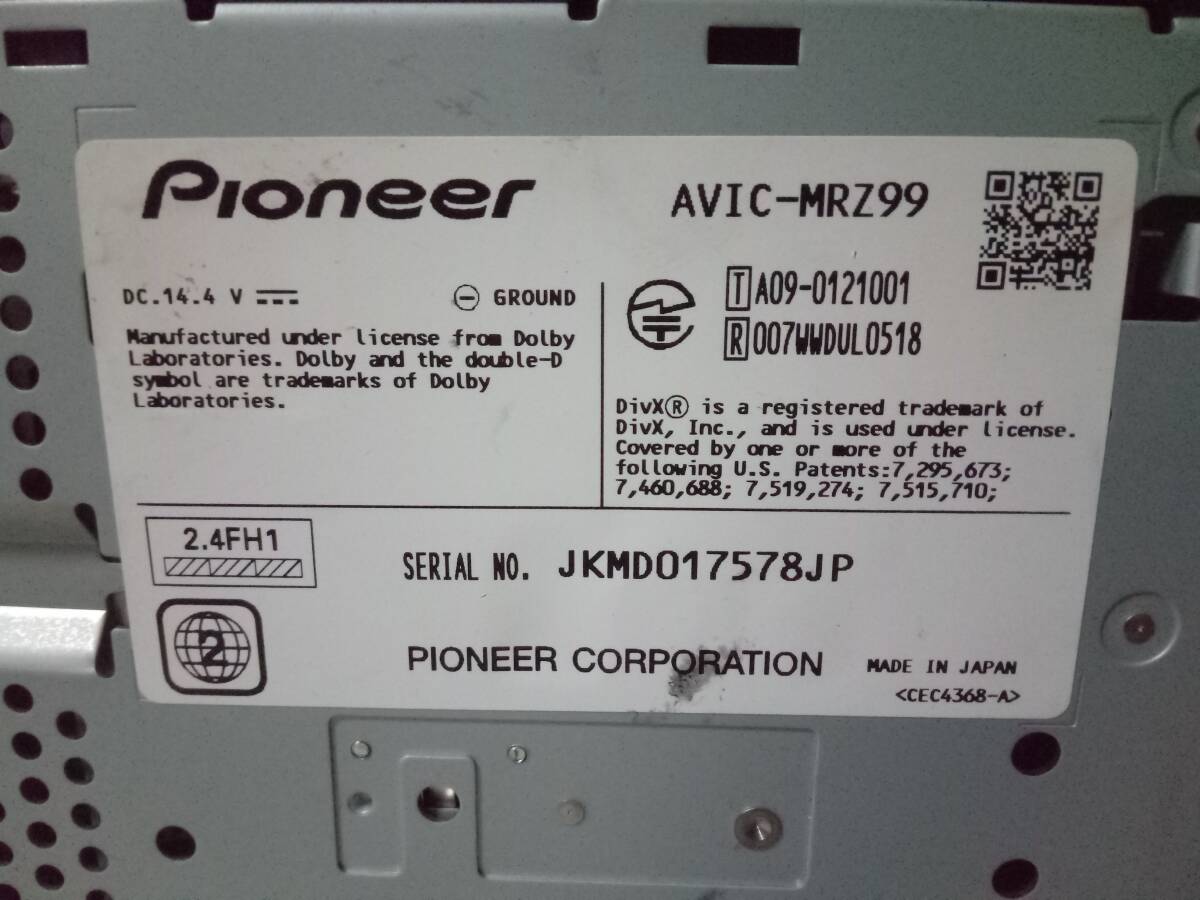 Pioneer
AVIC-MRZ99
DC.14.4 V
GROUND
Manufactured under license from Dolby
Laboratories. Dolby and the double-D
symbol are trademarks of Dolby
Laboratories.
T A09-0121001
R 007WWDUL0518
DivX® is a registered trademark of
DivX, Inc., and is used under license.
Covered by one or more of the
following U.S. Patents:7,295,673;
7,460,688; 7,519,274; 7,515,710;
2.4FH1
SERIAL NO. JKMD017578JP
2
PIONEER CORPORATION
MADE IN JAPAN
<CEC4368-A>